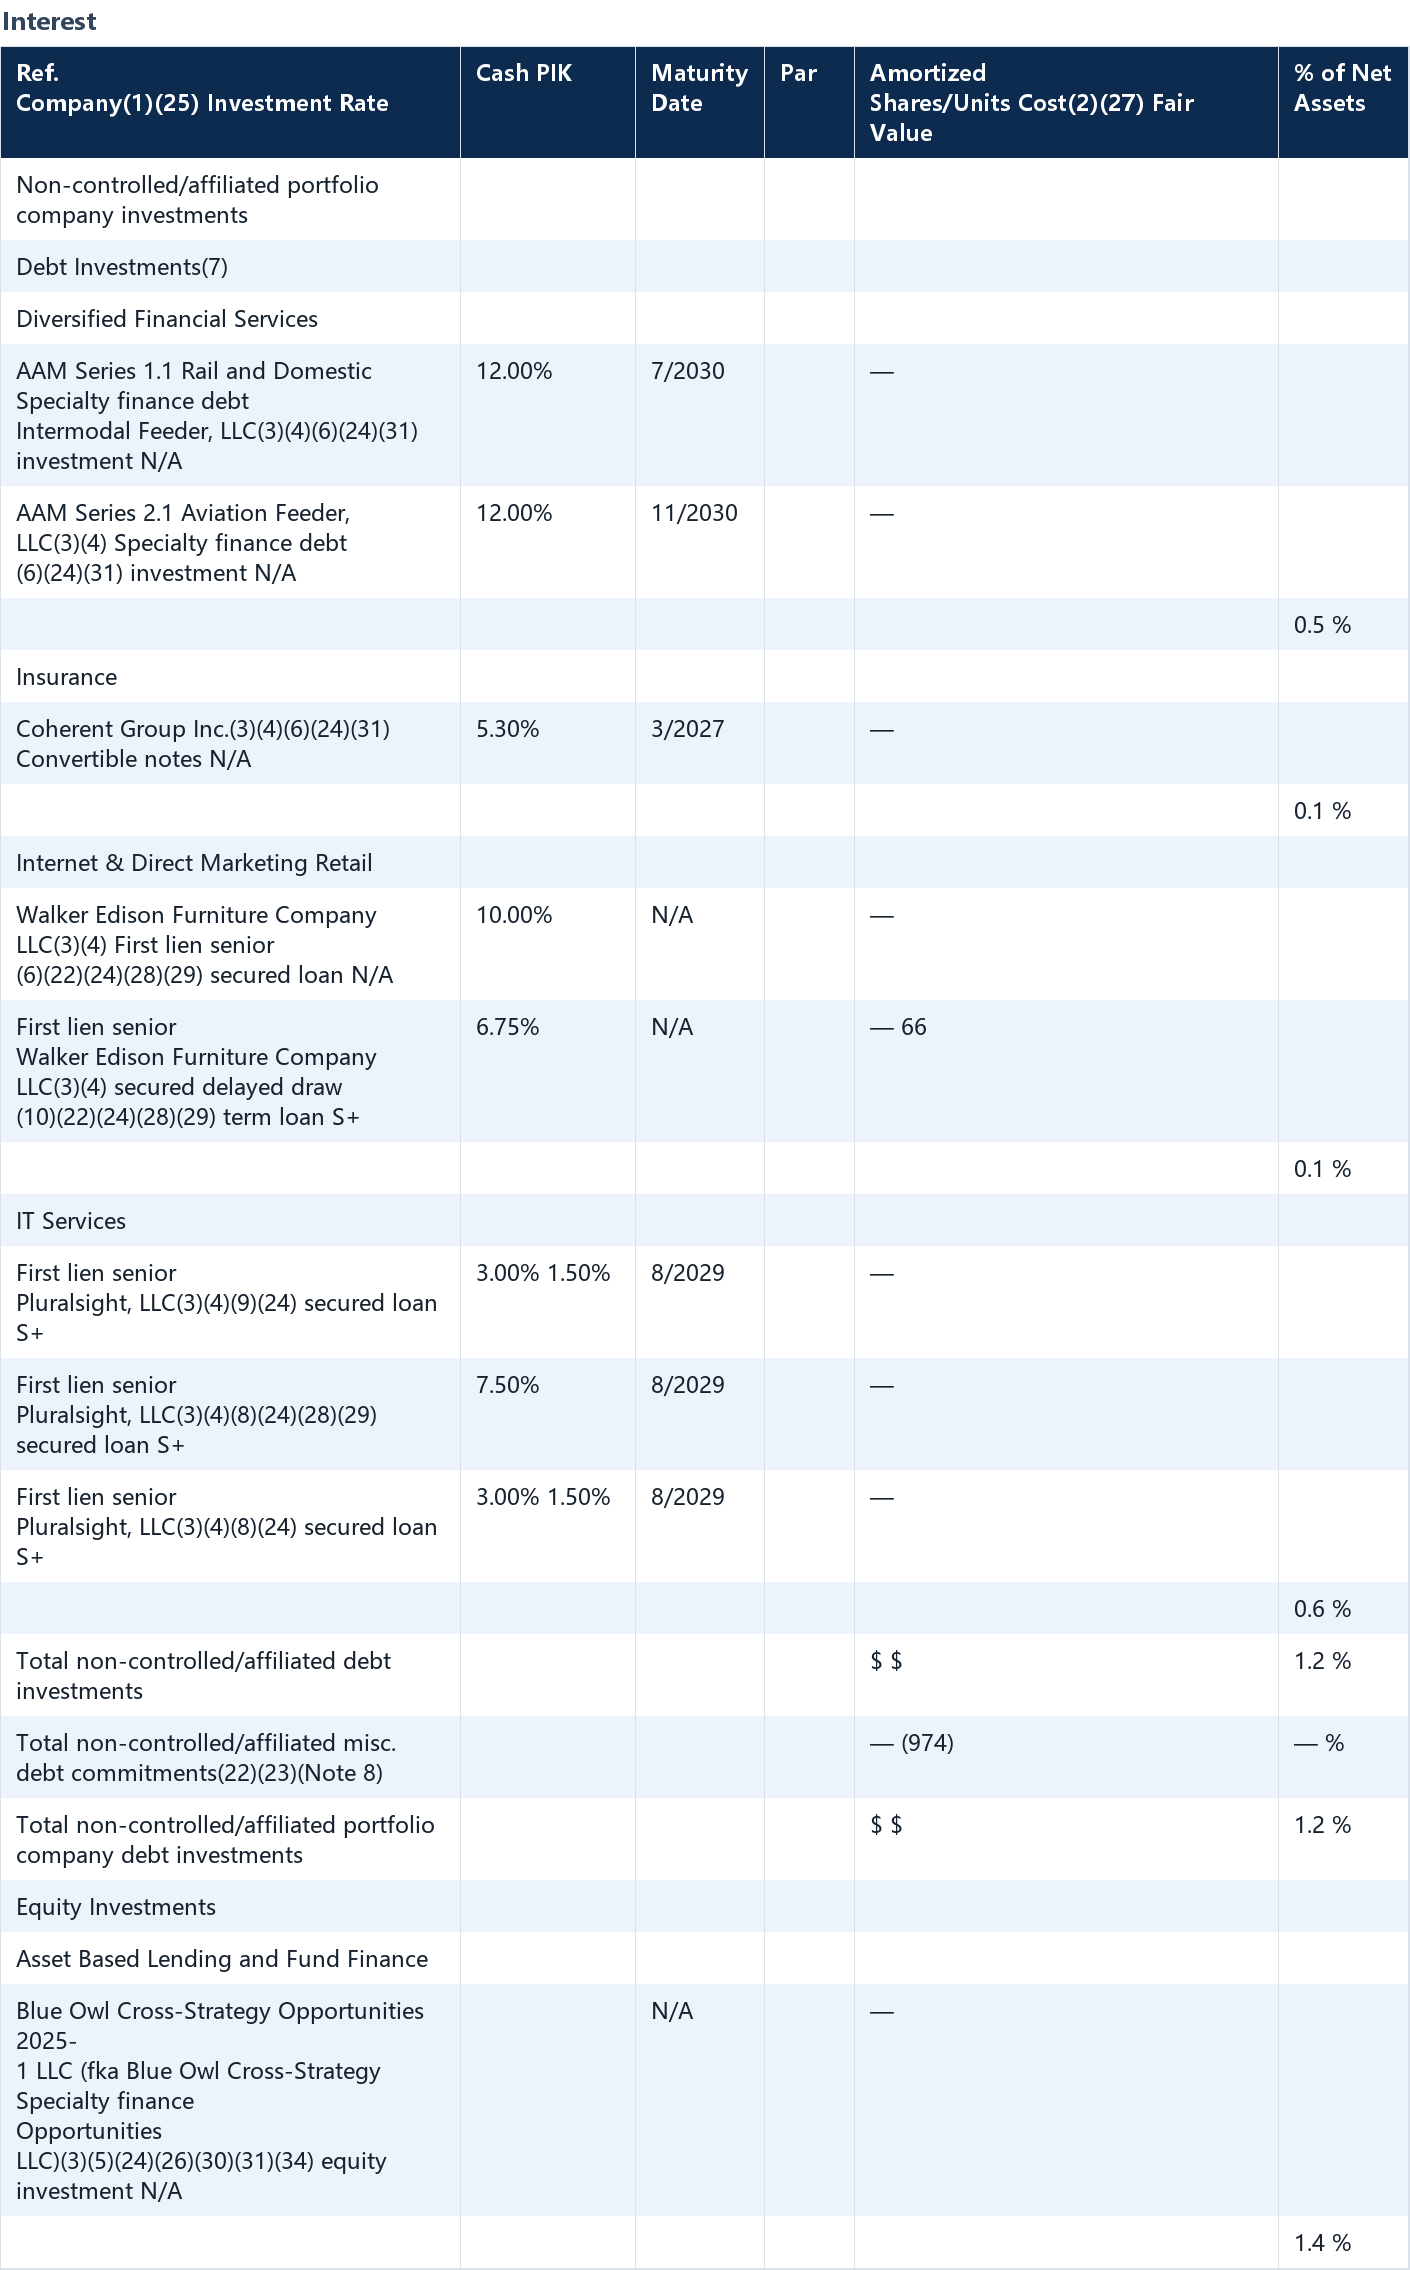 Interest
Ref.
Company(1)(25) Investment Rate
Cash PIK
Maturity
Date
Par
Amortized
Shares/Units Cost(2)(27) Fair
Value
% of Net
Assets
Non-controlled/affiliated portfolio
company investments
Debt Investments(7)
Diversified Financial Services
AAM Series 1.1 Rail and Domestic
Specialty finance debt
Intermodal Feeder, LLC(3)(4)(6)(24)(31)
investment N/A
12.00%
7/2030
—
AAM Series 2.1 Aviation Feeder,
LLC(3)(4) Specialty finance debt
(6)(24)(31) investment N/A
12.00%
11/2030
—
0.5 %
Insurance
Coherent Group Inc.(3)(4)(6)(24)(31)
Convertible notes N/A
5.30%
3/2027
—
0.1 %
Internet & Direct Marketing Retail
Walker Edison Furniture Company
LLC(3)(4) First lien senior
(6)(22)(24)(28)(29) secured loan N/A
10.00%
N/A
—
First lien senior
Walker Edison Furniture Company
LLC(3)(4) secured delayed draw
(10)(22)(24)(28)(29) term loan S+
6.75%
N/A
— 66
0.1 %
IT Services
First lien senior
Pluralsight, LLC(3)(4)(9)(24) secured loan
S+
3.00% 1.50%
8/2029
—
First lien senior
Pluralsight, LLC(3)(4)(8)(24)(28)(29)
secured loan S+
7.50%
8/2029
—
First lien senior
Pluralsight, LLC(3)(4)(8)(24) secured loan
S+
3.00% 1.50%
8/2029
—
0.6 %
Total non-controlled/affiliated debt
investments
$ $
1.2 %
Total non-controlled/affiliated misc.
debt commitments(22)(23)(Note 8)
— (974)
— %
Total non-controlled/affiliated portfolio
company debt investments
$ $
1.2 %
Equity Investments
Asset Based Lending and Fund Finance
Blue Owl Cross-Strategy Opportunities
2025-
1 LLC (fka Blue Owl Cross-Strategy
Specialty finance
Opportunities
LLC)(3)(5)(24)(26)(30)(31)(34) equity
investment N/A
N/A
—
1.4 %